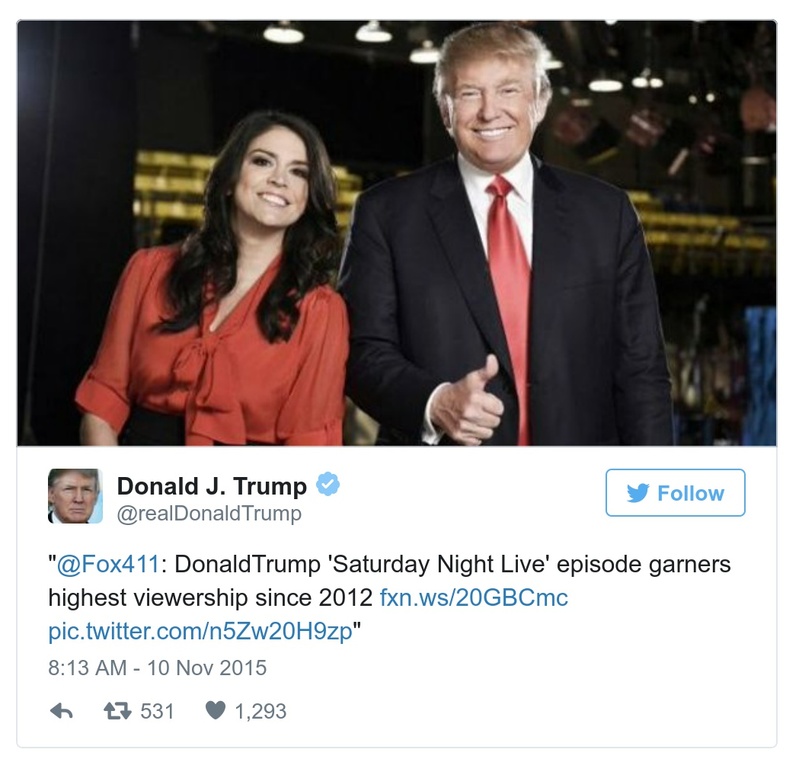 Donald J. Trump
@realDonaldTrump
Follow
"@Fox411: DonaldTrump 'Saturday Night Live' episode garners
highest viewership since 2012 fxn.ws/20GBCmc
pic.twitter.com/n5Zw20H9zp"
8:13 AM - 10 Nov 2015
531 1,293